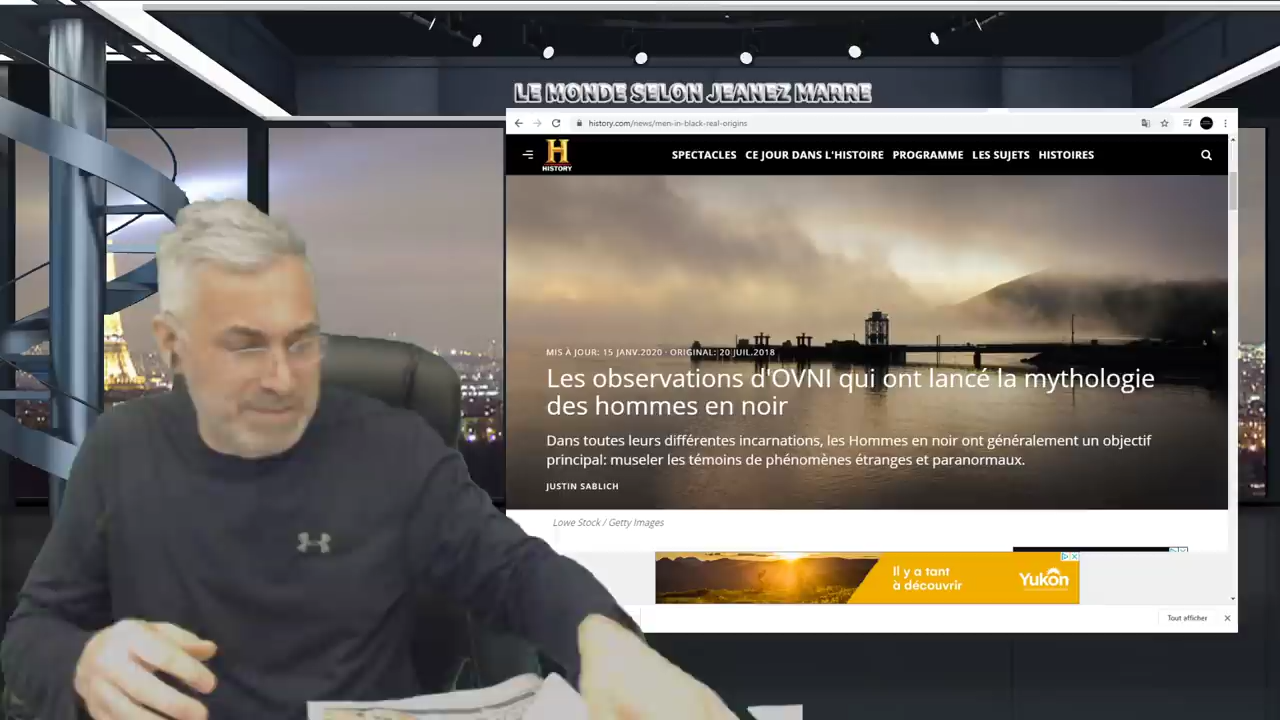 LE MONDE SELON JEANEZ MARRE
history.com/news/men-in-black-real-origins
H
HISTORY
SPECTACLES CE JOUR DANS L'HISTOIRE PROGRAMME LES SUJETS HISTOIRES
MIS À JOUR: 15 JANV.2020 · ORIGINAL: 20 JUIL.2018
Les observations d'OVNI qui ont lancé la mythologie
des hommes en noir
Dans toutes leurs différentes incarnations, les Hommes en noir ont généralement un objectif
principal: museler les témoins de phénomènes étranges et paranormaux.
JUSTIN SABLICH
Lowe Stock / Getty Images
Il y a tant
à découvrir
Yukon
Tout afficher